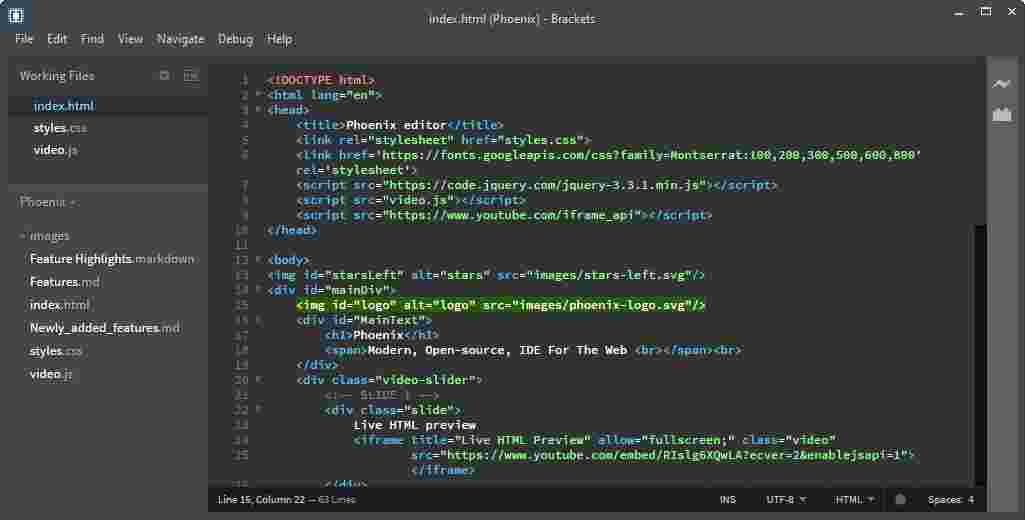 index.html (Phoenix) - Brackets
File Edit Find View Navigate Debug Help
Working Files
index.html
styles.css
video.js
Phoenix
images
Feature Highlights.markdown
Features.md
index.html
Newly_added_features.md
styles.css
video.js
1 <!DOCTYPE html>
2 <html lang="en">
3 <head>
4 <title>Phoenix editor</title>
5 <link rel="stylesheet" href="styles.css">
6 <link href='https://fonts.googleapis.com/css?family=Montserrat:100,200,300,500,600,800'
rel='stylesheet'>
7 <script src="https://code.jquery.com/jquery-3.3.1.min.js"></script>
8 <script src="video.js"></script>
9 <script src="https://www.youtube.com/iframe_api"></script>
10 </head>
11
12 <body>
13 <img id="starsLeft" alt="stars" src="images/stars-left.svg"/>
14 <div id="mainDiv">
15 <img id="logo" alt="logo" src="images/phoenix-logo.svg"/>
16 <div id="MainText">
17 <h1>Phoenix</h1>
18 <span>Modern, Open-source, IDE For The Web <br></span><br>
19 </div>
20 <div class="video-slider">
21 <!-- SLIDE 1 -->
22 <div class="slide">
23 Live HTML preview
24 <iframe title="Live HTML Preview" allow="fullscreen;" class="video"
25 src="https://www.youtube.com/embed/RIslg6XQwLA?ecver=2&enablejsapi=1">
</iframe>
</div>
Line 15, Column 22 — 63 Lines INS UTF-8 HTML Spaces: 4